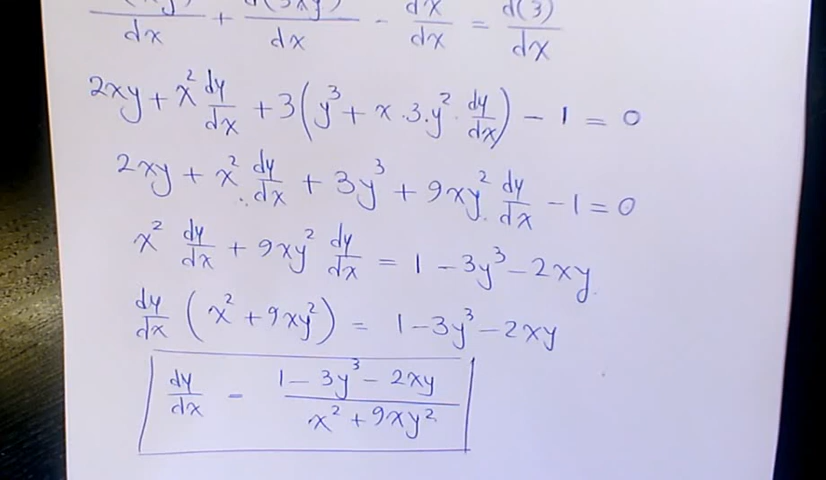 dx + dx - dx/dx = d(3)/dx
2xy + x² dy/dx + 3(y³ + x · 3 · y² · dy/dx) - 1 = 0
2xy + x² dy/dx + 3y³ + 9xy² dy/dx - 1 = 0
x² dy/dx + 9xy² dy/dx = 1 - 3y³ - 2xy
dy/dx (x² + 9xy²) = 1 - 3y³ - 2xy
dy/dx - 1 - 3y³ - 2xy / x² + 9xy²